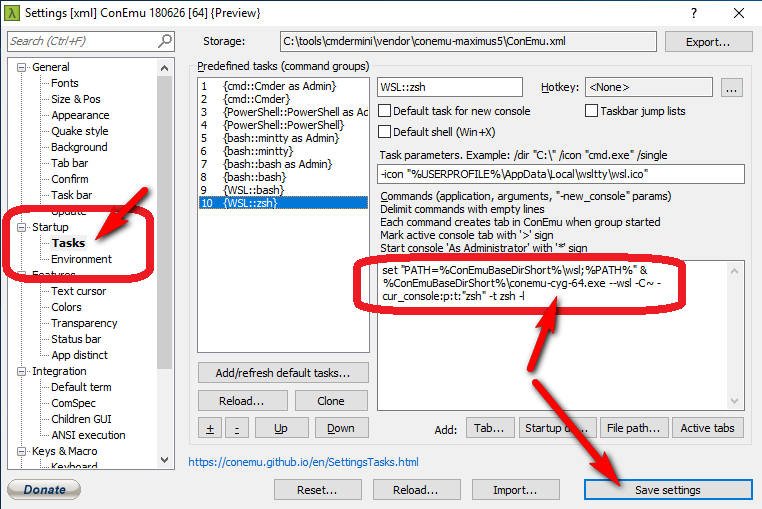 Settings [xml] ConEmu 180626 [64] {Preview}
Search (Ctrl+F)
Storage:
C:\tools\cmdermini\vendor\conemu-maximus5\ConEmu.xml
Export...
General
Fonts
Size & Pos
Appearance
Quake style
Background
Tab bar
Confirm
Task bar
Update
Startup
Tasks
Environment
Features
Text cursor
Colors
Transparency
Status bar
App distinct
Integration
Default term
ComSpec
Children GUI
ANSI execution
Keys & Macro
Keyboard
Donate
Predefined tasks (command groups)
1 {cmd::Cmder as Admin}
2 {cmd::Cmder}
3 {PowerShell::PowerShell as Ad
4 {PowerShell::PowerShell}
5 {bash::mintty as Admin}
6 {bash::mintty}
7 {bash::bash as Admin}
8 {bash::bash}
9 {WSL::bash}
10 {WSL::zsh}
Add/refresh default tasks...
Reload...
Clone
+
-
Up
Down
WSL::zsh
Hotkey:
<None>
...
Default task for new console
Taskbar jump lists
Default shell (Win+X)
Task parameters. Example: /dir "C:\" /icon "cmd.exe" /single
-icon "%USERPROFILE%\AppData\Local\wsltty\wsl.ico"
Commands (application, arguments, "-new_console" params)
Delimit commands with empty lines
Each command creates tab in ConEmu when group started
Mark active console tab with '>' sign
Start console 'As Administrator' with '*' sign
set "PATH=%ConEmuBaseDirShort%\wsl;%PATH%" &
%ConEmuBaseDirShort%\conemu-cyg-64.exe --wsl -C~ -
cur_console:p:t:"zsh" -t zsh -l
Add:
Tab...
Startup
File path...
Active tabs
https://conemu.github.io/en/SettingsTasks.html
Reset...
Reload...
Import...
Save settings